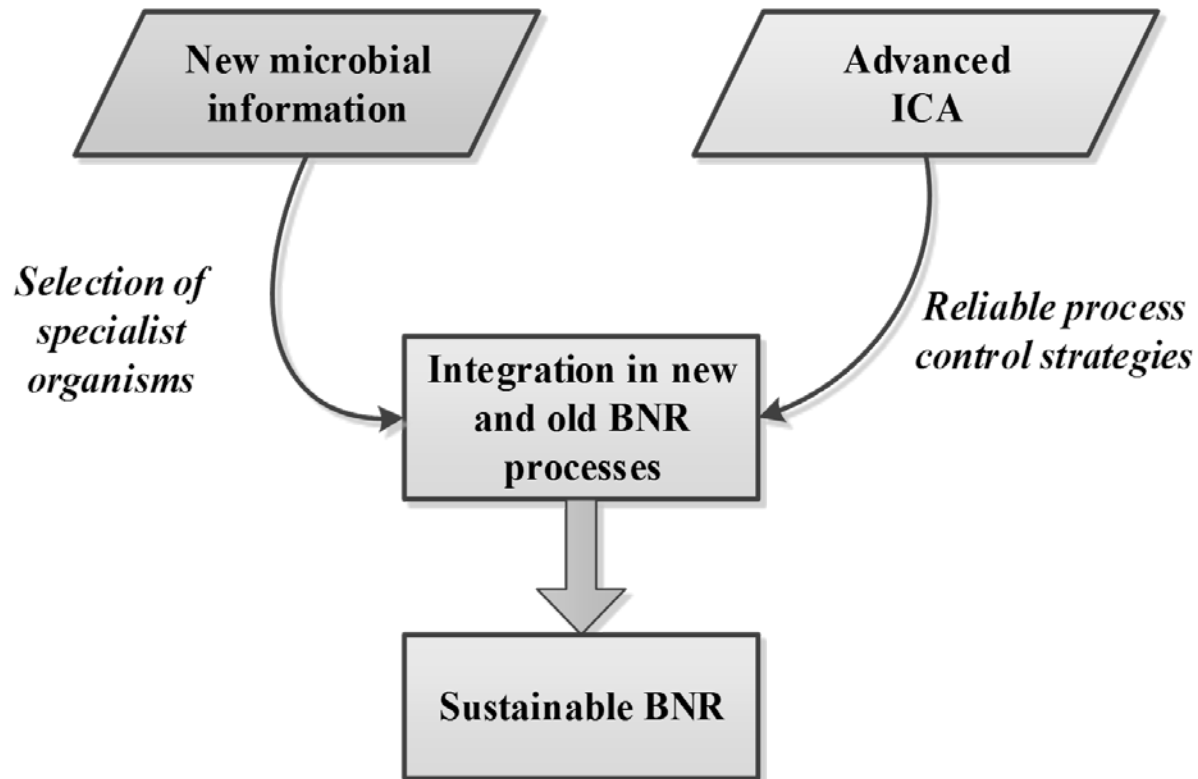 New microbial
information
Advanced
ICA
Selection of
specialist
organisms
Reliable process
control strategies
Integration in new
and old BNR
processes
Sustainable BNR